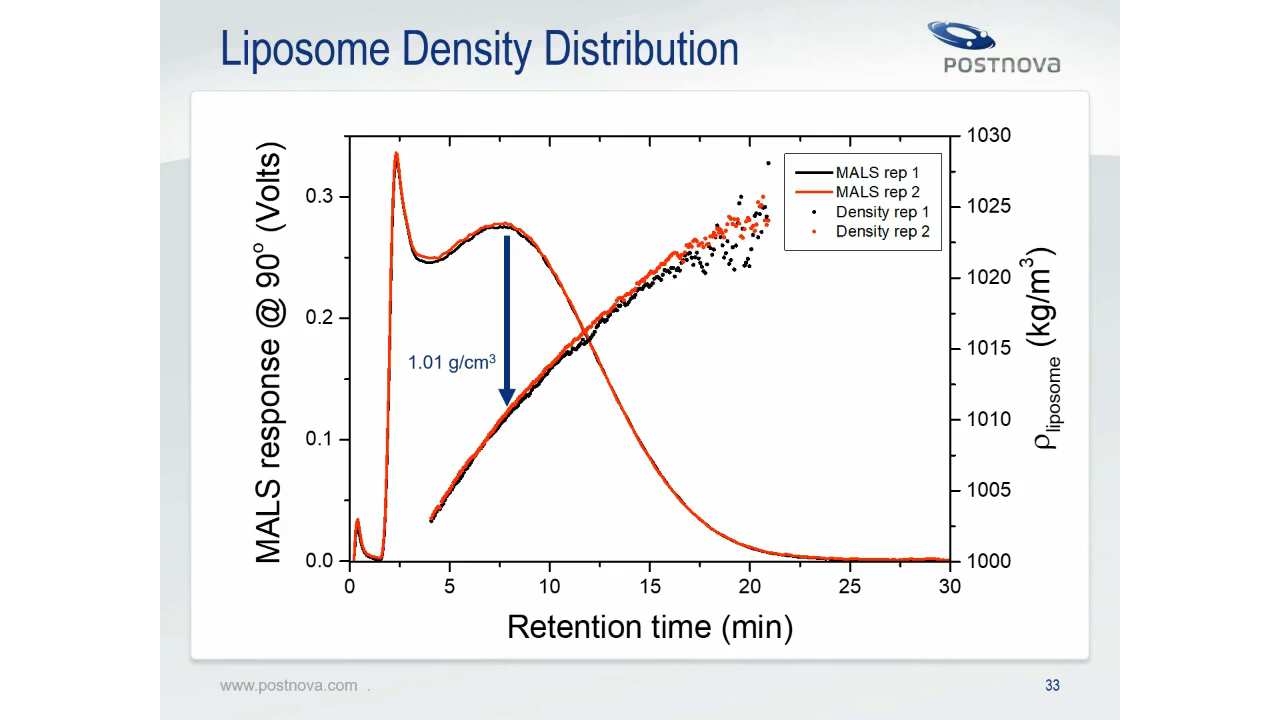 Liposome Density Distribution
POSTNOVA
MALS response @ 90° (Volts)
0.3
0.2
0.1
0.0
0
5
10
15
20
25
30
Retention time (min)
1.01 g/cm³
MALS rep 1
MALS rep 2
Density rep 1
Density rep 2
1030
1025
1020
1015
1010
1005
1000
ρliposome (kg/m³)
www.postnova.com .
33